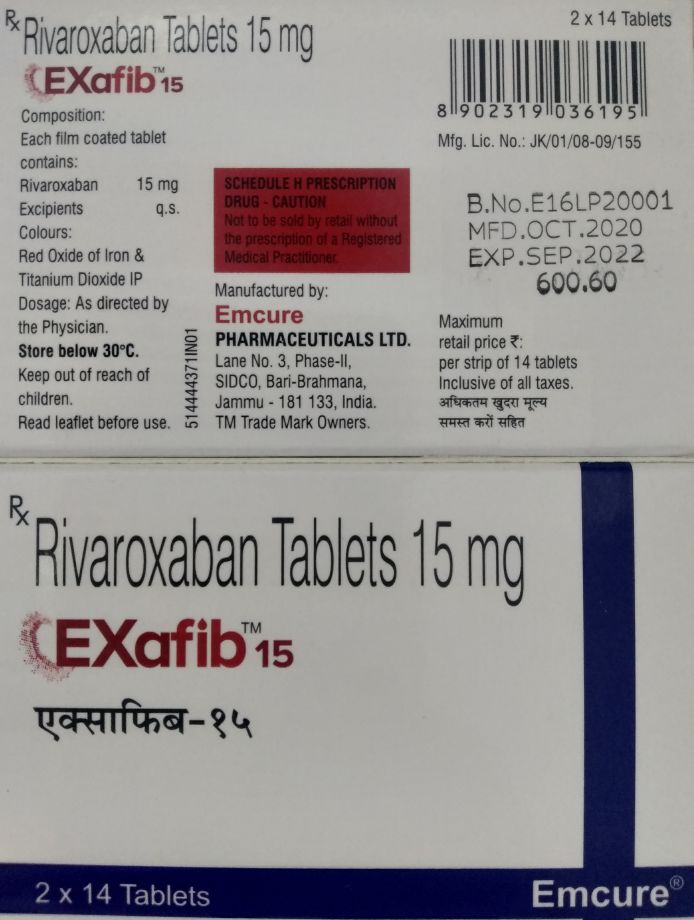 Rx Rivaroxaban Tablets 15 mg
EXafib™ 15
Composition:
Each film coated tablet
contains:
Rivaroxaban 15 mg
Excipients q.s.
Colours:
Red Oxide of Iron &
Titanium Dioxide IP
Dosage: As directed by
the Physician.
Store below 30°C.
Keep out of reach of
children.
Read leaflet before use.
514444371IN01
SCHEDULE H PRESCRIPTION
DRUG - CAUTION
Not to be sold by retail without
the prescription of a Registered
Medical Practitioner.
Manufactured by:
Emcure
PHARMACEUTICALS LTD.
Lane No. 3, Phase-II,
SIDCO, Bari-Brahmana,
Jammu - 181 133, India.
TM Trade Mark Owners.
2 x 14 Tablets
8 902319 036195
Mfg. Lic. No.: JK/01/08-09/155
B.No.E16LP20001
MFD.OCT.2020
EXP.SEP.2022
600.60
Maximum
retail price ₹:
per strip of 14 tablets
Inclusive of all taxes.
अधिकतम खुदरा मूल्य
समस्त करों सहित
Rx Rivaroxaban Tablets 15 mg
EXafib™ 15
एक्साफिब-१५
2 x 14 Tablets
Emcure®